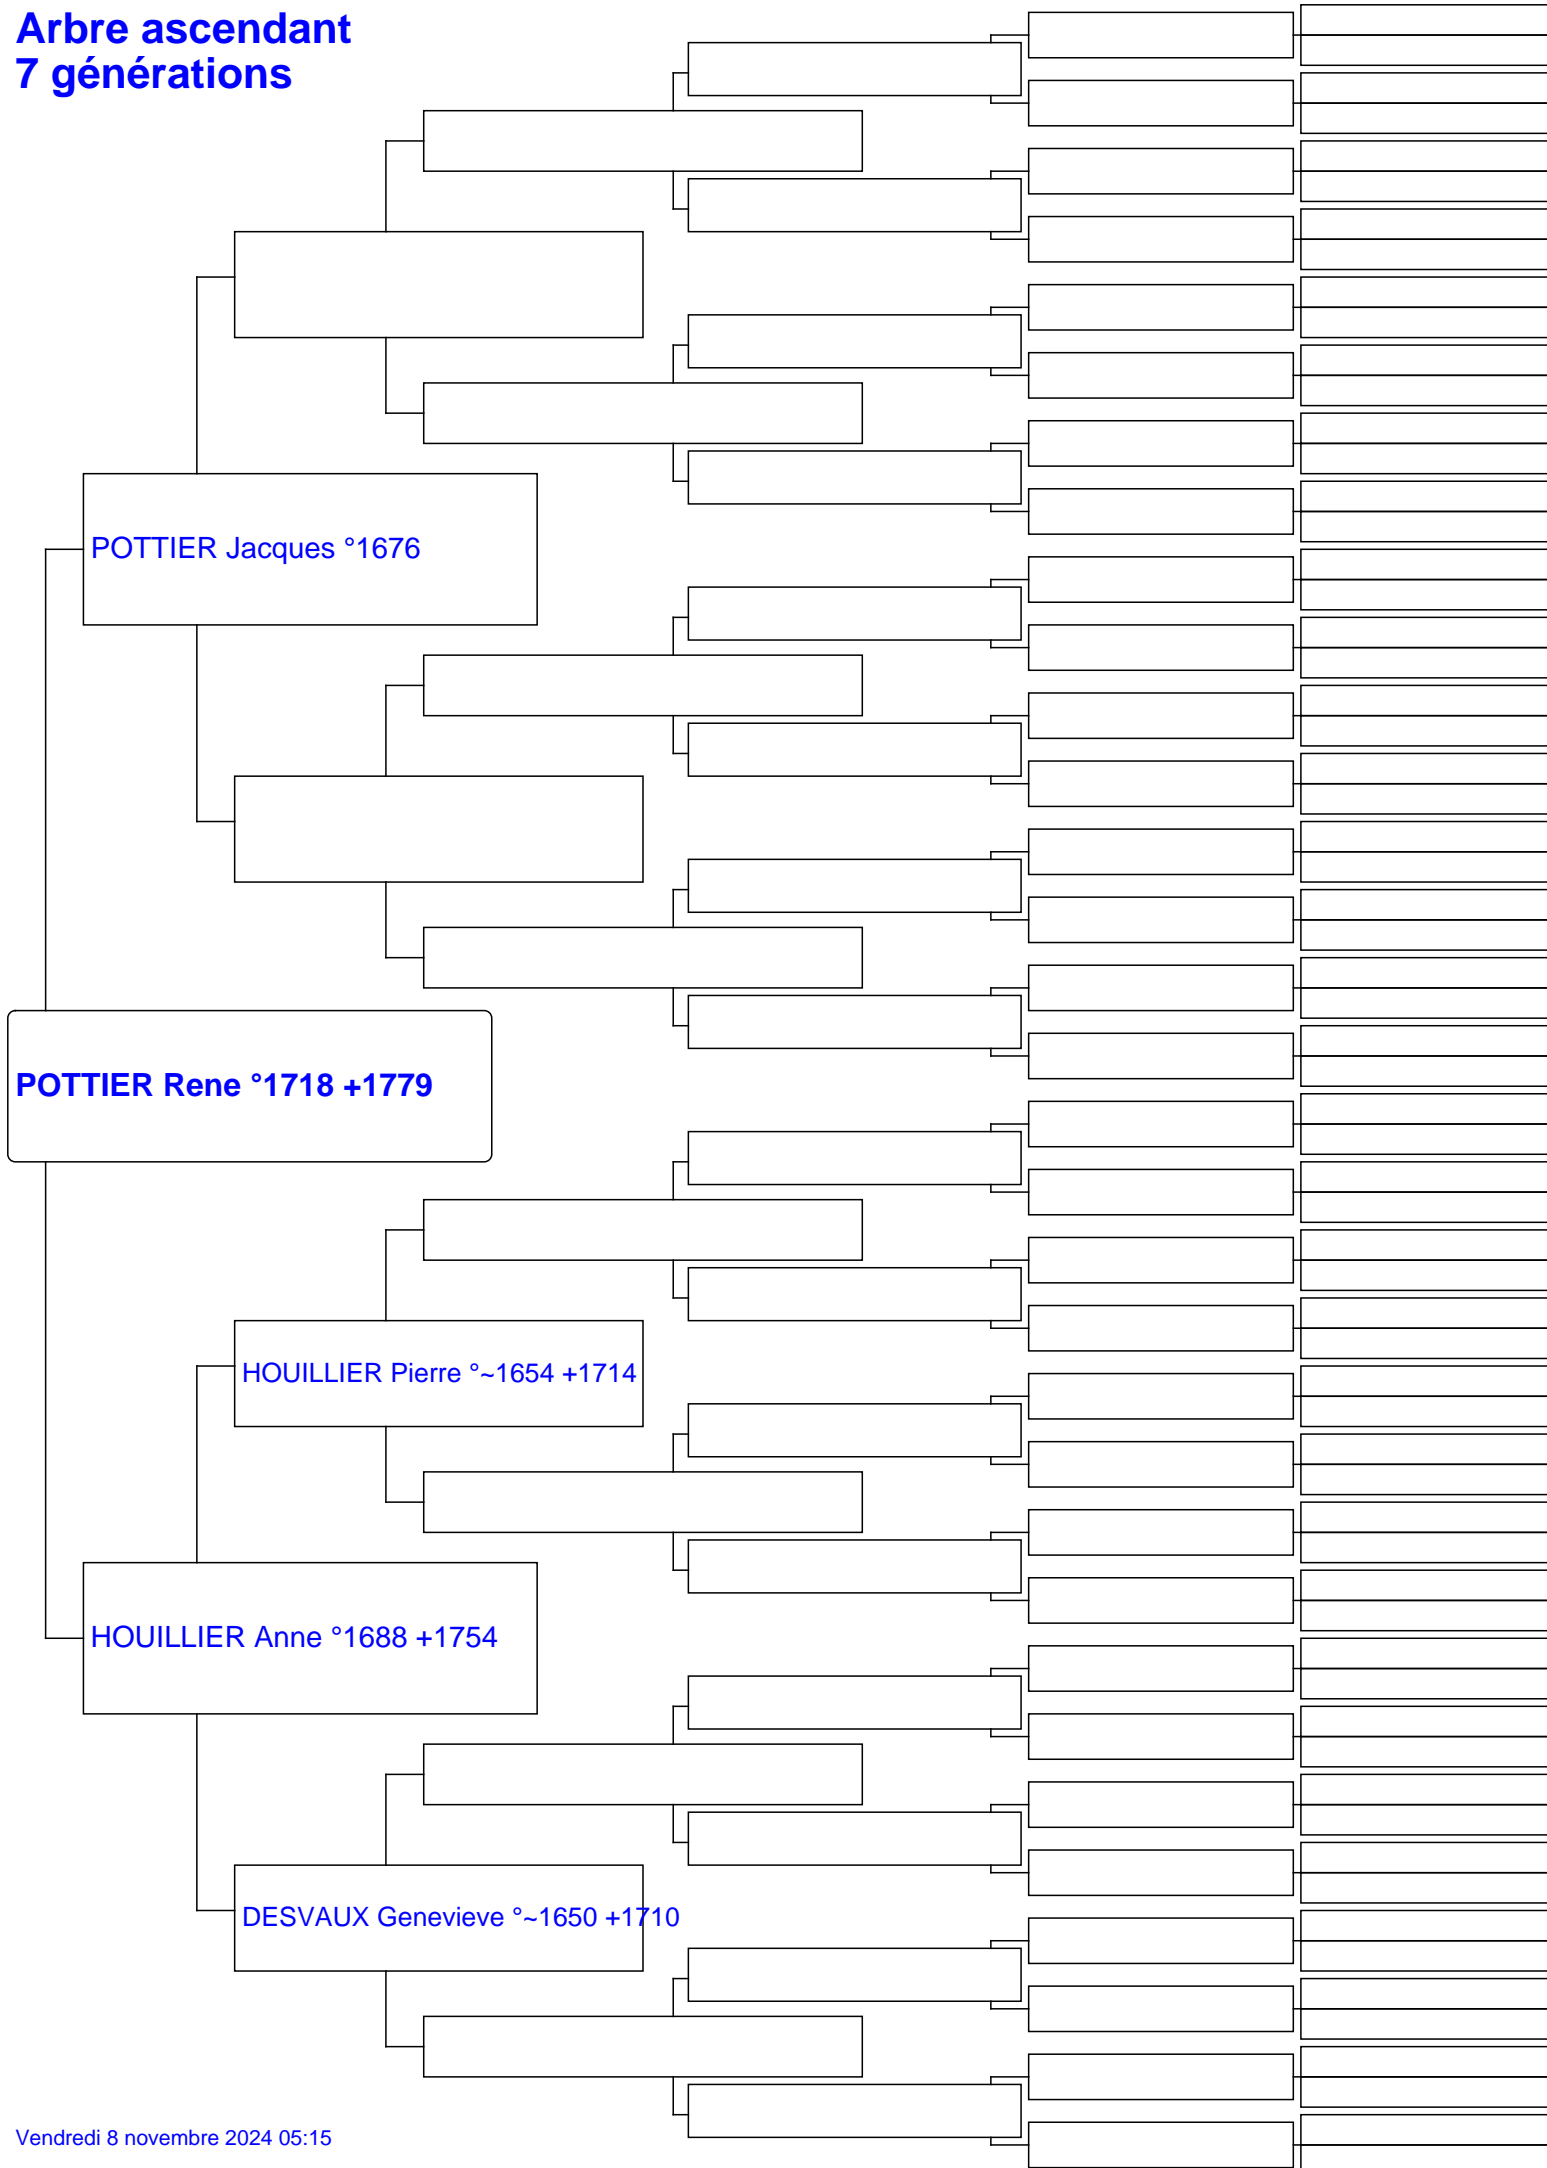 Arbre ascendant
7 générations
POTTIER Jacques °1676
POTTIER Rene °1718 +1779
HOUILLIER Pierre °~1654 +1714
HOUILLIER Anne °1688 +1754
DESVAUX Genevieve °~1650 +1710
Vendredi 8 novembre 2024 05:15